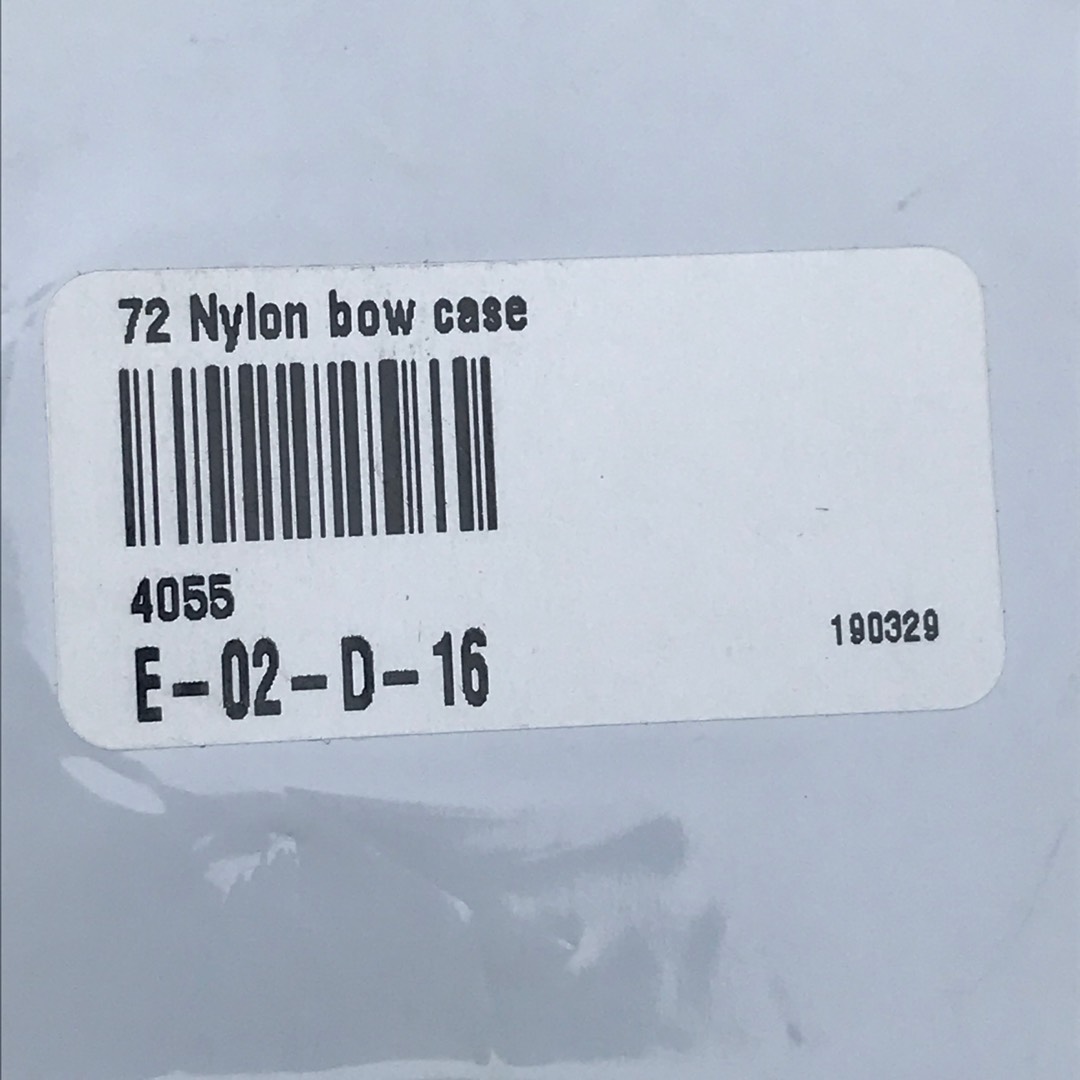 72 Nylon bow case
4055
190329
E-02-D-16